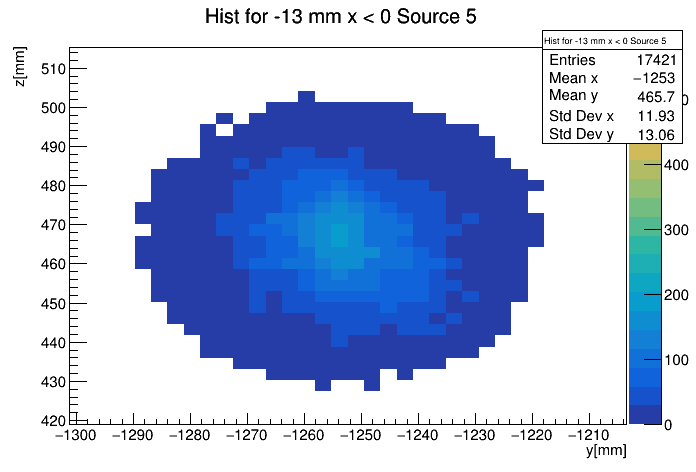 Hist for -13 mm x < 0 Source 5
z[mm]
Hist for -13 mm x < 0 Source 5
Entries 17421
Mean x −1253
Mean y 465.7
Std Dev x 11.93
Std Dev y 13.06
510
500
490
480
470
460
450
440
430
420
0
400
300
200
100
0
−1300 −1290 −1280 −1270 −1260 −1250 −1240 −1230 −1220 −1210
y[mm]